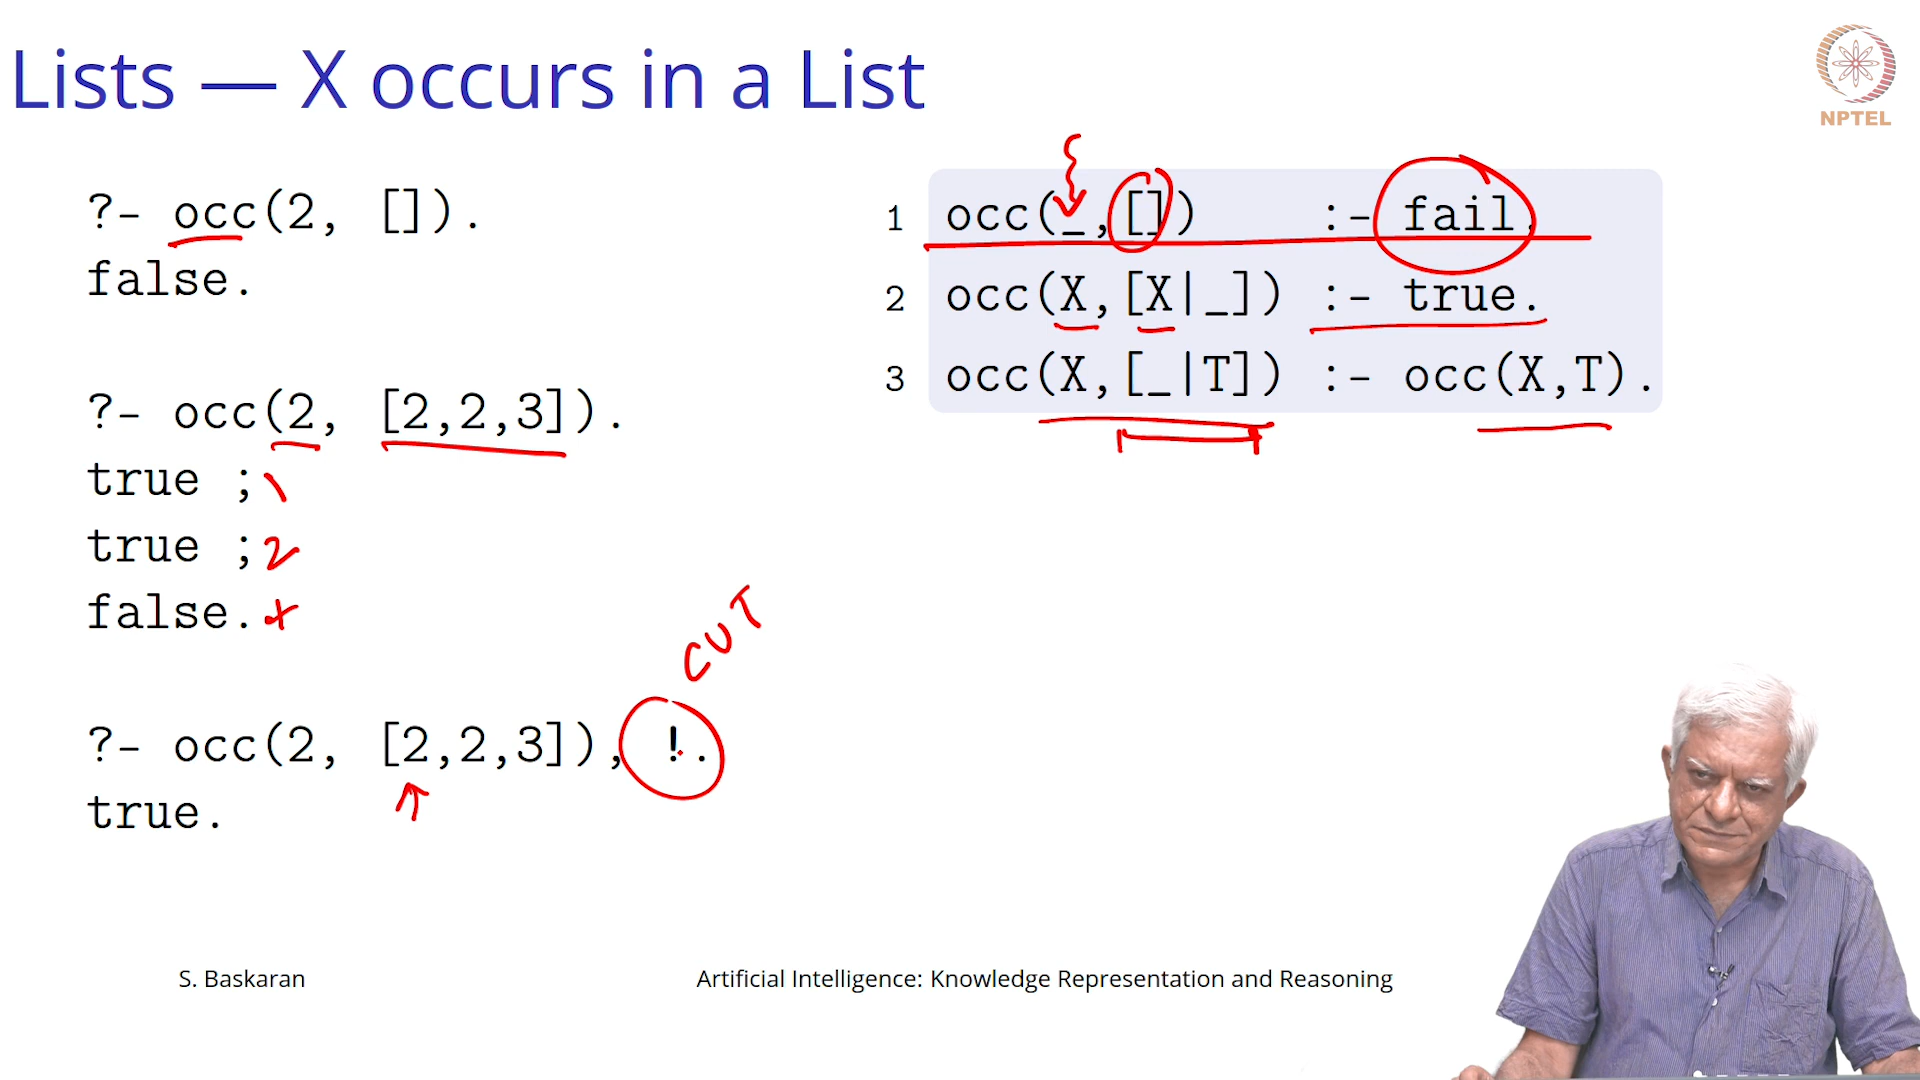 Lists — X occurs in a List
NPTEL
?- occ(2, []).
false.
?- occ(2, [2,2,3]).
true ; 1
true ; 2
false. x
CUT
?- occ(2, [2,2,3]), !.
true.
1 occ(_,[]) :- fail.
2 occ(X,[X|_]) :- true.
3 occ(X,[_|T]) :- occ(X,T).
S. Baskaran
Artificial Intelligence: Knowledge Representation and Reasoning